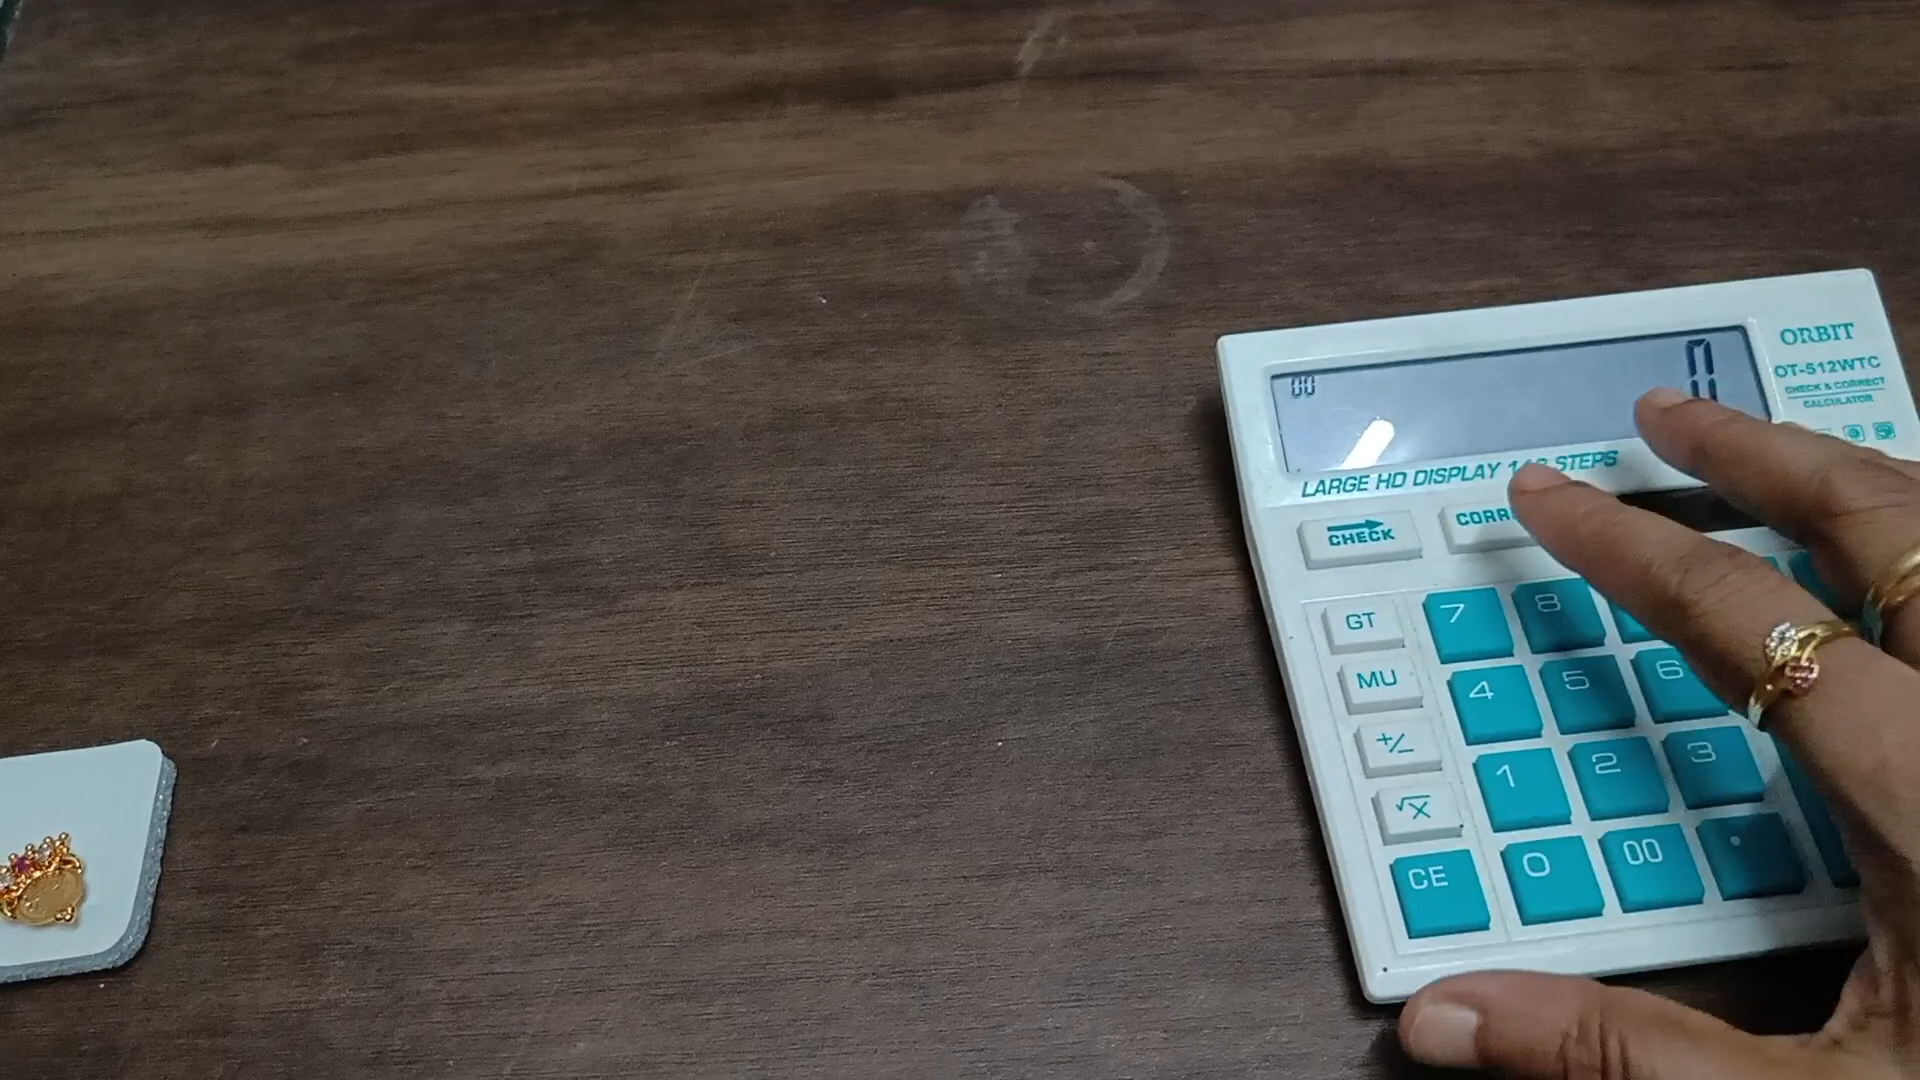 ORBIT
OT-512WTC
CHECK & CORRECT
CALCULATOR
00
0
LARGE HD DISPLAY STEPS
CHECK
CORR
GT
7
8
MU
4
5
6
+/-
1
2
3
√X
CE
0
00
.